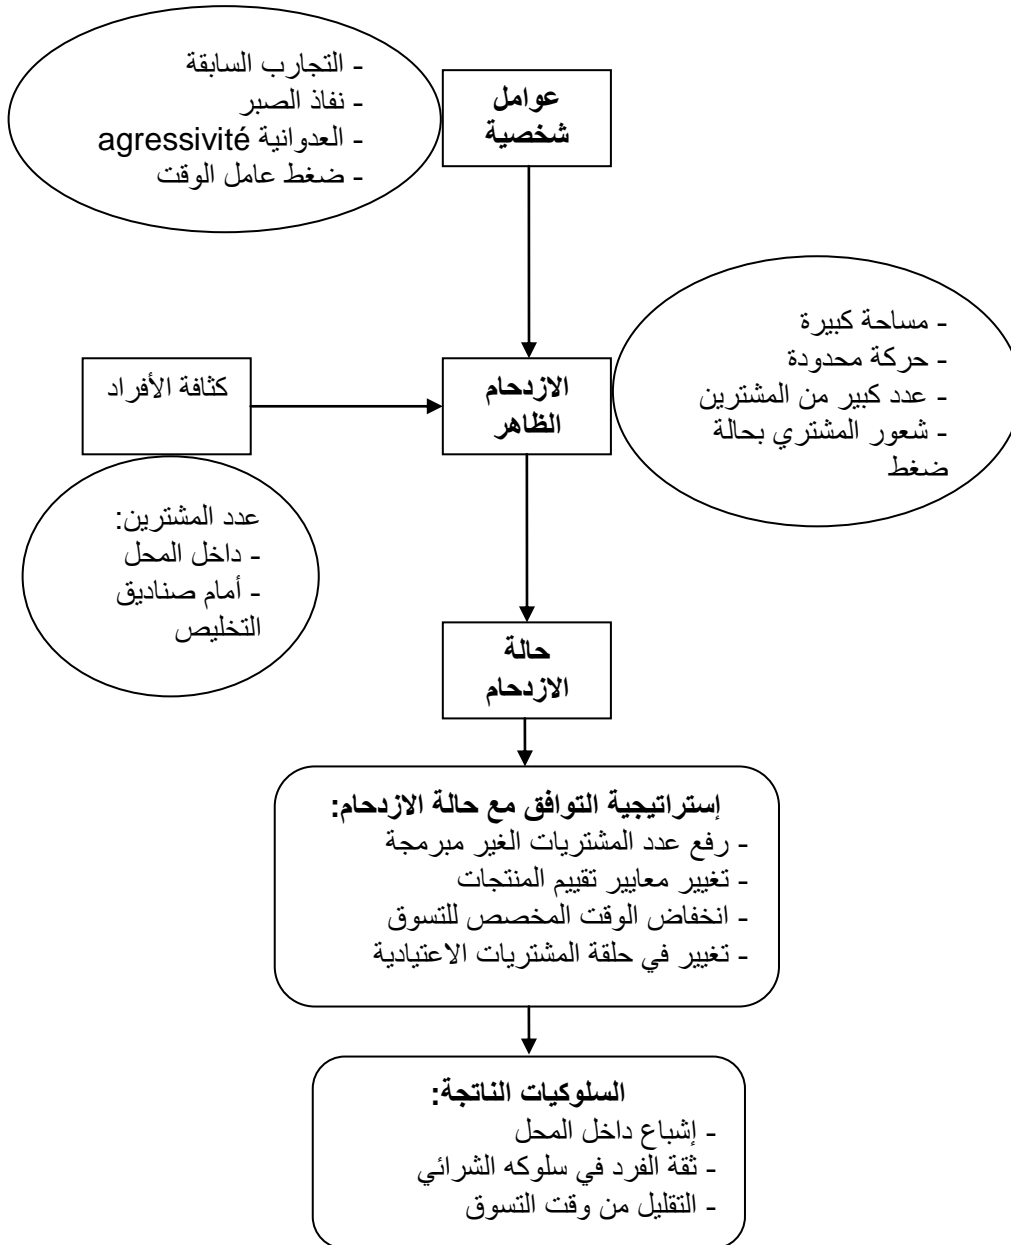 - التجارب السابقة
- نفاذ الصبر
- العدوانية agressivité
- ضغط عامل الوقت
عوامل
شخصية
- مساحة كبيرة
- حركة محدودة
- عدد كبير من المشترين
- شعور المشتري بحالة
ضغط
الازدحام
الظاهر
كثافة الأفراد
عدد المشترين:
- داخل المحل
- أمام صناديق
التخليص
حالة
الازدحام
إستراتيجية التوافق مع حالة الازدحام:
- رفع عدد المشتريات الغير مبرمجة
- تغيير معايير تقييم المنتجات
- انخفاض الوقت المخصص للتسوق
- تغيير في حلقة المشتريات الاعتيادية
السلوكيات الناتجة:
- إشباع داخل المحل
- ثقة الفرد في سلوكه الشرائي
- التقليل من وقت التسوق